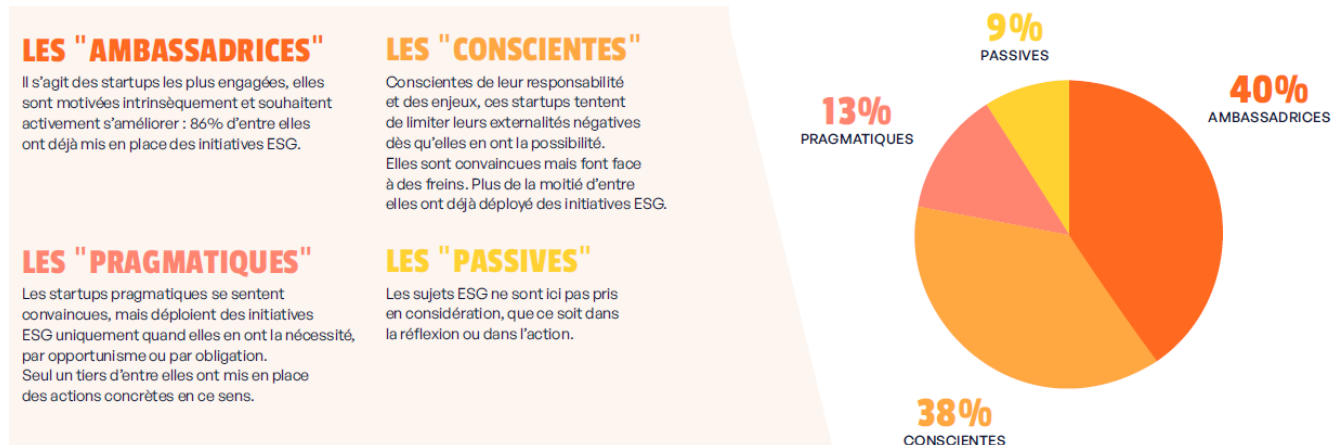 LES "AMBASSADRICES"
Il s'agit des startups les plus engagées, elles
sont motivées intrinsèquement et souhaitent
activement s'améliorer : 86% d'entre elles
ont déjà mis en place des initiatives ESG.
LES "CONSCIENTES"
Conscientes de leur responsabilité
et des enjeux, ces startups tentent
de limiter leurs externalités négatives
dès qu'elles en ont la possibilité.
Elles sont convaincues mais font face
à des freins. Plus de la moitié d'entre
elles ont déjà déployé des initiatives ESG.
LES "PRAGMATIQUES"
Les startups pragmatiques se sentent
convaincues, mais déploient des initiatives
ESG uniquement quand elles en ont la nécessité,
par opportunisme ou par obligation.
Seul un tiers d'entre elles ont mis en place
des actions concrètes en ce sens.
LES "PASSIVES"
Les sujets ESG ne sont ici pas pris
en considération, que ce soit dans
la réflexion ou dans l'action.
9%
PASSIVES
40%
AMBASSADRICES
13%
PRAGMATIQUES
38%
CONSCIENTES